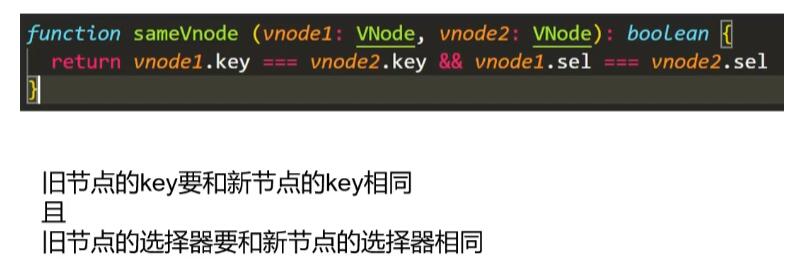 function sameVnode (vnode1: VNode, vnode2: VNode): boolean {
  return vnode1.key === vnode2.key && vnode1.sel === vnode2.sel
}
旧节点的key要和新节点的key相同
且
旧节点的选择器要和新节点的选择器相同